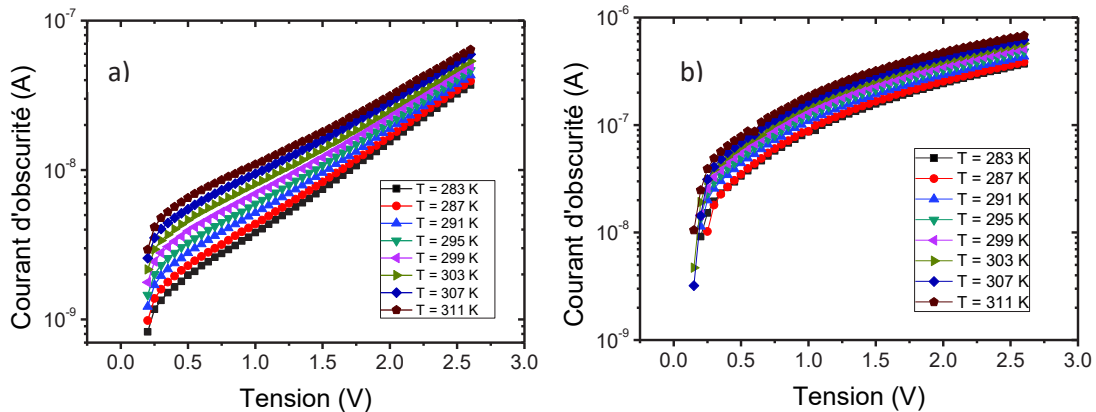 a)
Courant d'obscurité (A)
10⁻⁷
10⁻⁸
10⁻⁹
0.0 0.5 1.0 1.5 2.0 2.5 3.0
Tension (V)
T = 283 K
T = 287 K
T = 291 K
T = 295 K
T = 299 K
T = 303 K
T = 307 K
T = 311 K
b)
Courant d'obscurité (A)
10⁻⁶
10⁻⁷
10⁻⁸
10⁻⁹
0.0 0.5 1.0 1.5 2.0 2.5 3.0
Tension (V)
T = 283 K
T = 287 K
T = 291 K
T = 295 K
T = 299 K
T = 303 K
T = 307 K
T = 311 K